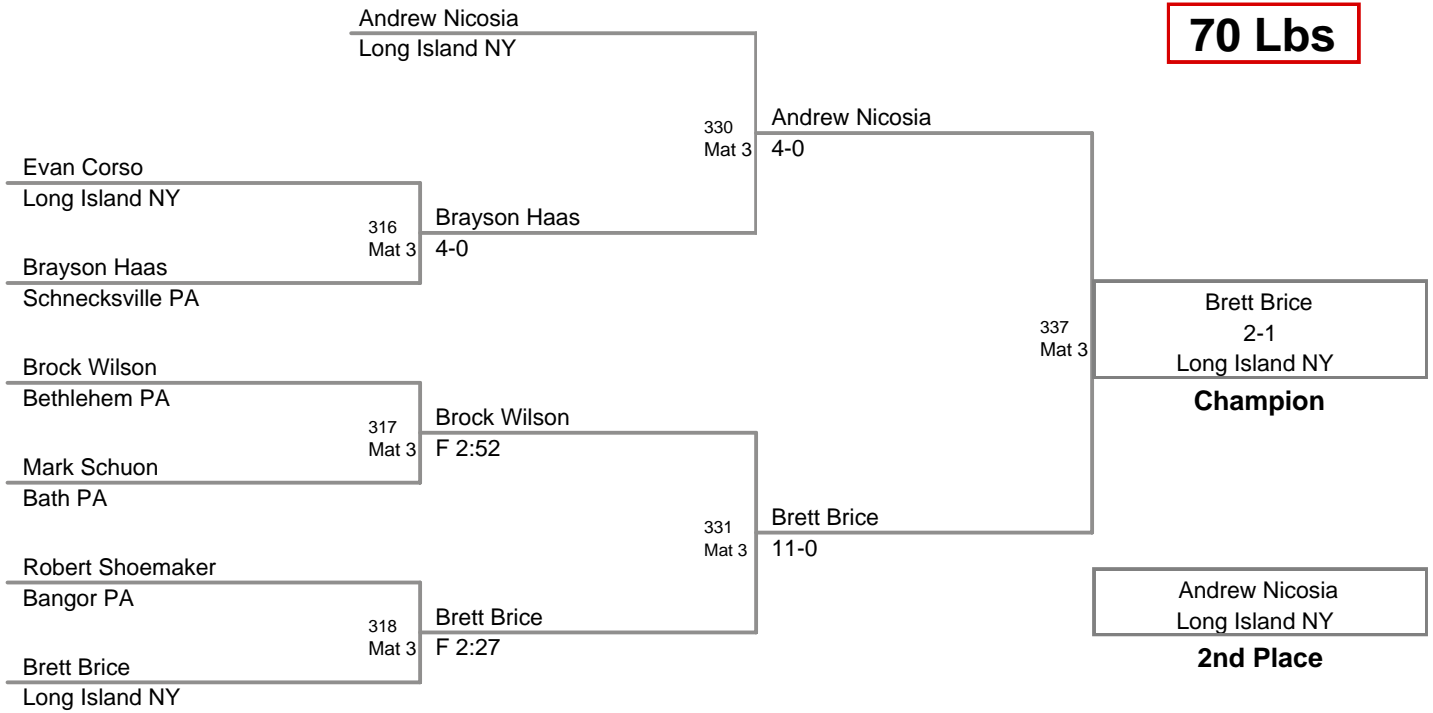 Andrew Nicosia
Long Island NY
70 Lbs
330
Mat 3
Andrew Nicosia
4-0
Evan Corso
Long Island NY
316
Mat 3
Brayson Haas
4-0
Brayson Haas
Schnecksville PA
337
Mat 3
Brett Brice
2-1
Long Island NY
Champion
Brock Wilson
Bethlehem PA
317
Mat 3
Brock Wilson
F 2:52
Mark Schuon
Bath PA
331
Mat 3
Brett Brice
11-0
Robert Shoemaker
Bangor PA
318
Mat 3
Brett Brice
F 2:27
Brett Brice
Long Island NY
Andrew Nicosia
Long Island NY
2nd Place